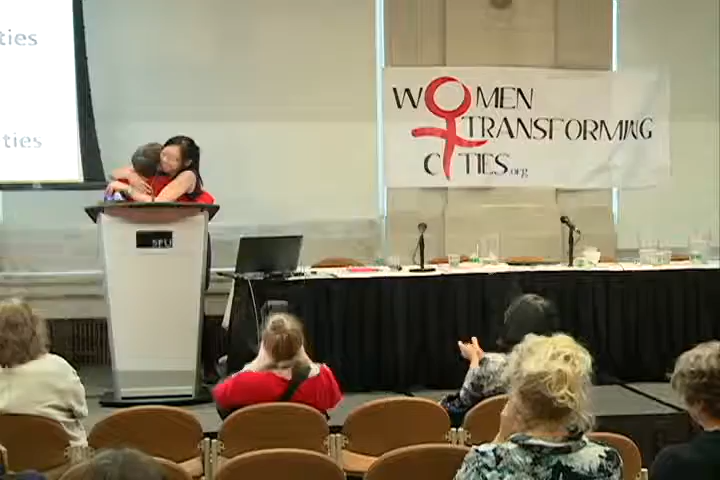 ties
ties
WOMEN
TRANSFORMING
CITIES.org
SFU